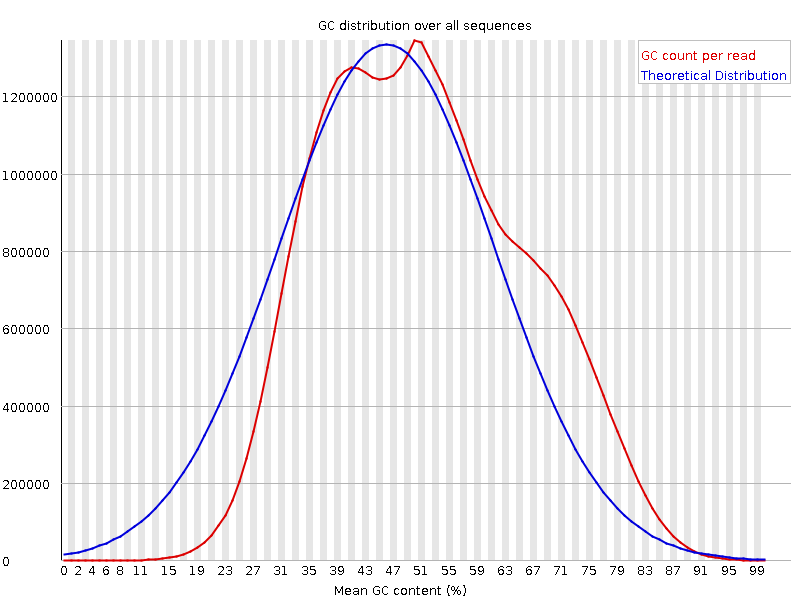 GC distribution over all sequences
GC count per read
Theoretical Distribution
1200000
1000000
800000
600000
400000
200000
0
0 2 4 6 8 11 15 19 23 27 31 35 39 43 47 51 55 59 63 67 71 75 79 83 87 91 95 99
Mean GC content (%)